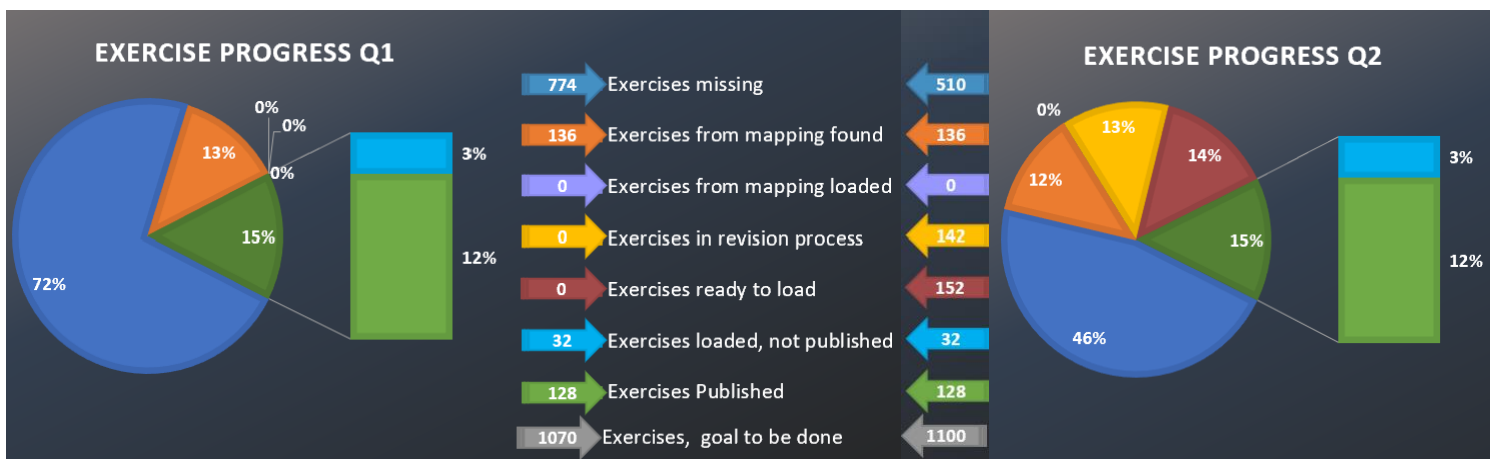 EXERCISE PROGRESS Q1
0%
0%
0%
13%
15%
72%
3%
12%
774 Exercises missing 510
136 Exercises from mapping found 136
0 Exercises from mapping loaded 0
0 Exercises in revision process 142
0 Exercises ready to load 152
32 Exercises loaded, not published 32
128 Exercises Published 128
1070 Exercises, goal to be done 1100
EXERCISE PROGRESS Q2
0%
13%
14%
12%
15%
46%
3%
12%